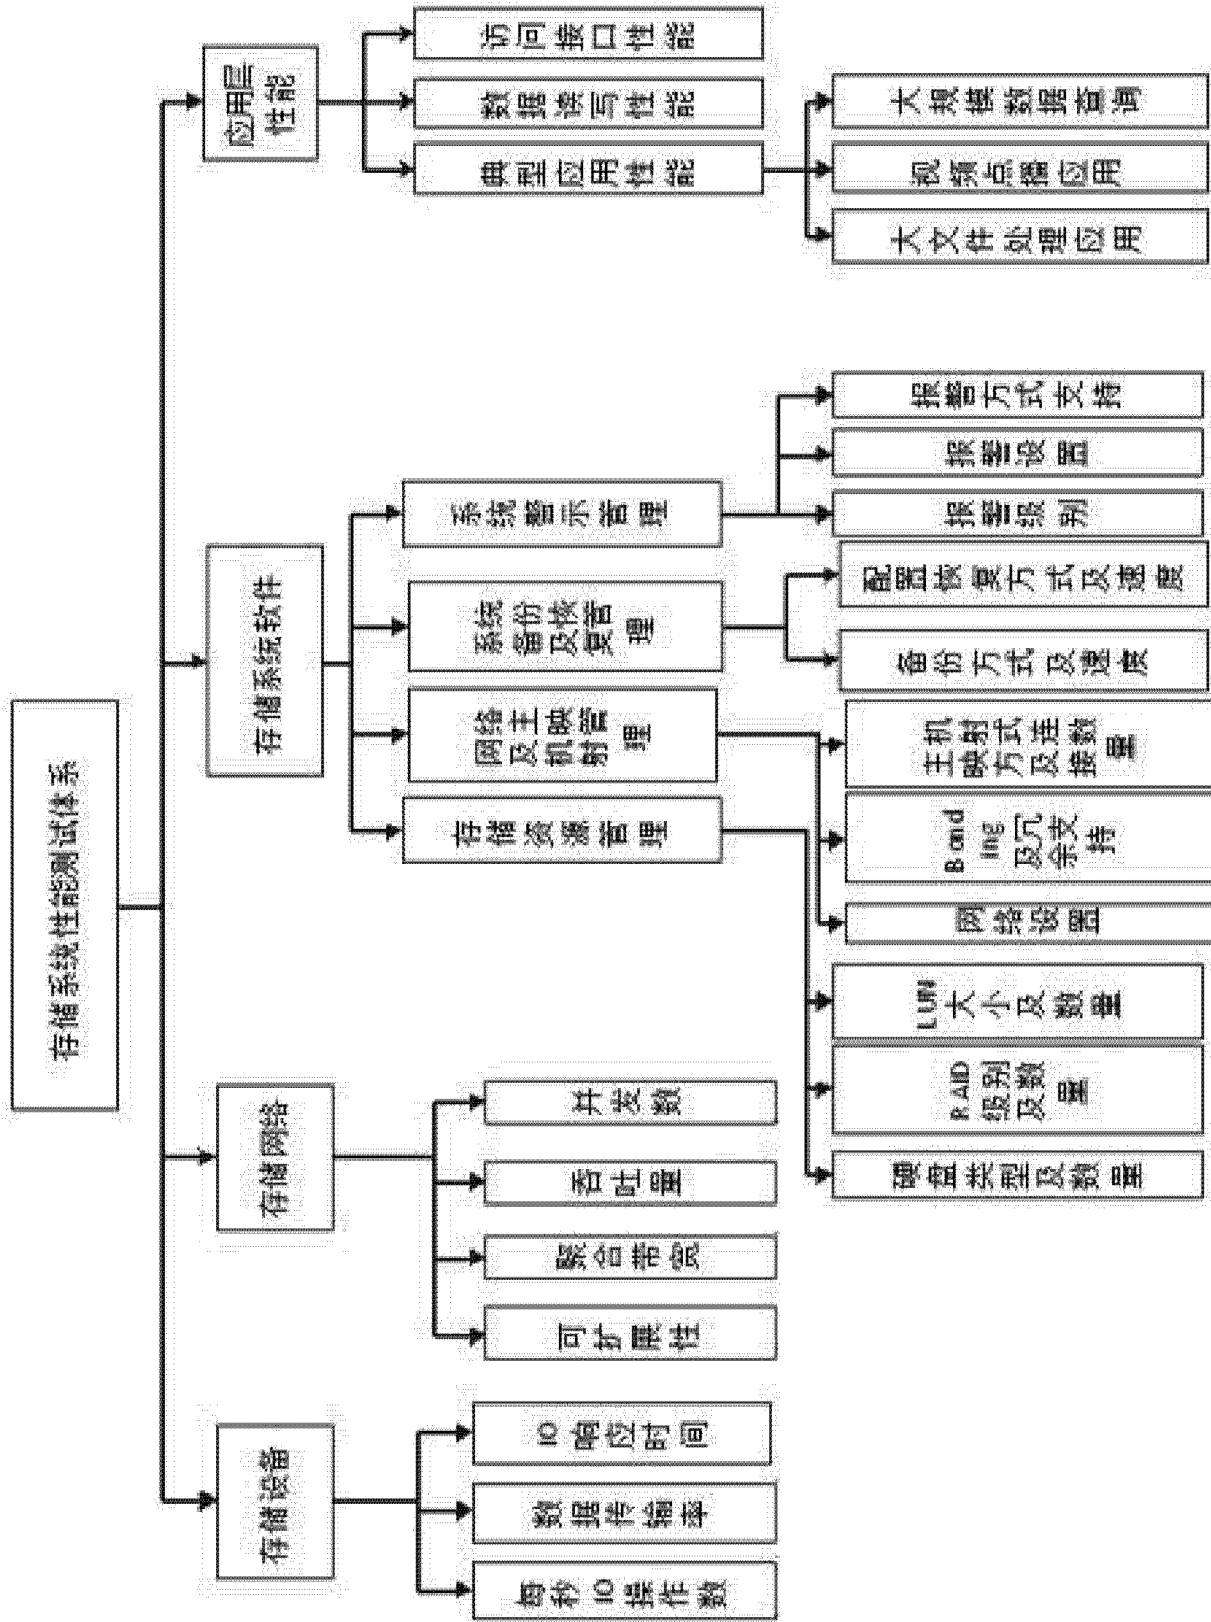 存储系统性能测试体系
存储设备
存储网络
存储系统软件
应用层
性能
每秒IO操作数
数据传输率
IO响应时间
可扩展性
聚合带宽
吞吐量
并发数
存储资源管理
网络及主机映射管理
系统备份及恢复管理
系统警示管理
典型应用性能
数据读写性能
访问接口性能
硬盘类型及数量
RAID级别及数量
LUN大小及数量
网络设置
Bonding及冗余支持
主机映射方式及连接数量
备份方式及速度
配置恢复方式及速度
报警级别
报警设置
报警方式支持
大文件处理应用
视频点播应用
大规模数据查询